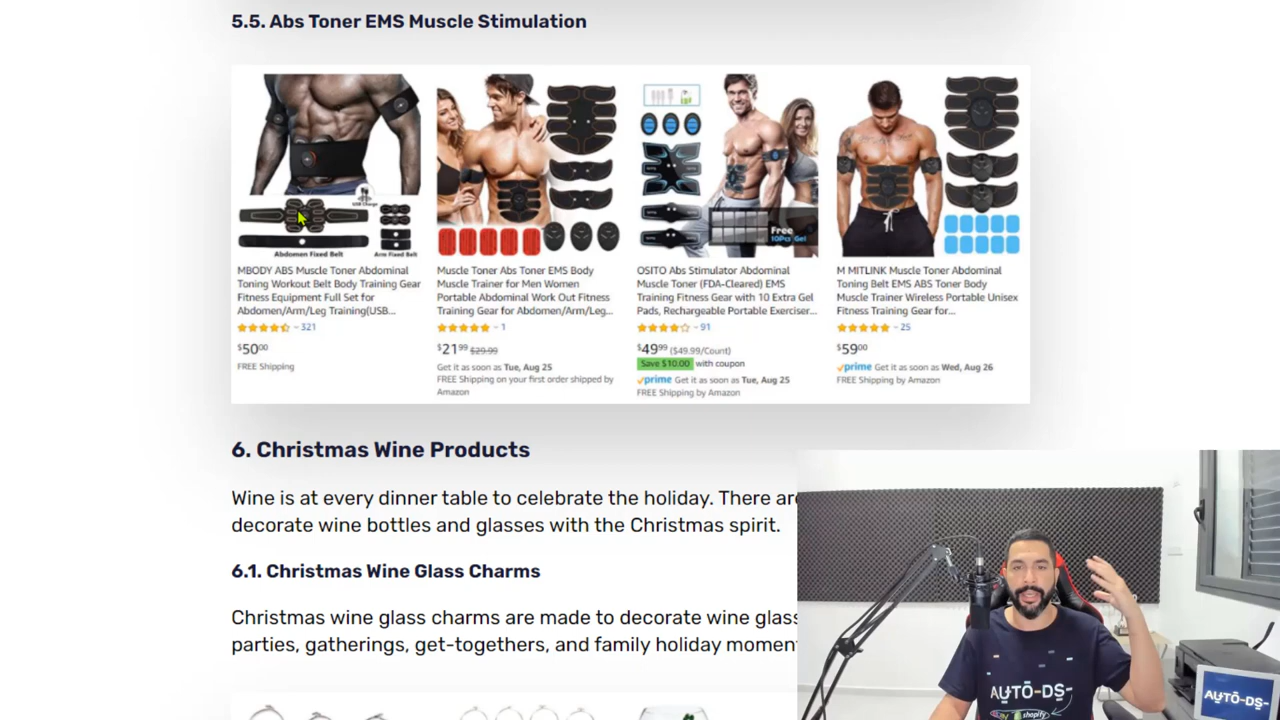 5.5. Abs Toner EMS Muscle Stimulation
USB Charge
Abdomen Fixed Belt
Arm Fixed Belt
Free
10Pcs Gel
MBODY ABS Muscle Toner Abdominal
Toning Workout Belt Body Training Gear
Fitness Equipment Full Set for
Abdomen/Arm/Leg Training(USB...
321
$50.00
FREE Shipping
Muscle Toner Abs Toner EMS Body
Muscle Trainer for Men Women
Portable Abdominal Work Out Fitness
Training Gear for Abdomen/Arm/Leg...
1
$21.99 $29.99
Get it as soon as Tue, Aug 25
FREE Shipping on your first order shipped by
Amazon
OSITO Abs Stimulator Abdominal
Muscle Toner (FDA-Cleared) EMS
Training Fitness Gear with 10 Extra Gel
Pads, Rechargeable Portable Exerciser...
91
$49.99 ($49.99/Count)
Save $10.00 with coupon
prime Get it as soon as Tue, Aug 25
FREE Shipping by Amazon
M MITLINK Muscle Toner Abdominal
Toning Belt EMS ABS Toner Body
Muscle Trainer Wireless Portable Unisex
Fitness Training Gear for...
25
$59.00
prime Get it as soon as Wed, Aug 26
FREE Shipping by Amazon
6. Christmas Wine Products
Wine is at every dinner table to celebrate the holiday. There are
decorate wine bottles and glasses with the Christmas spirit.
6.1. Christmas Wine Glass Charms
Christmas wine glass charms are made to decorate wine glass
parties, gatherings, get-togethers, and family holiday momen
AUTO-DS-
shopify
AUTO-DS-